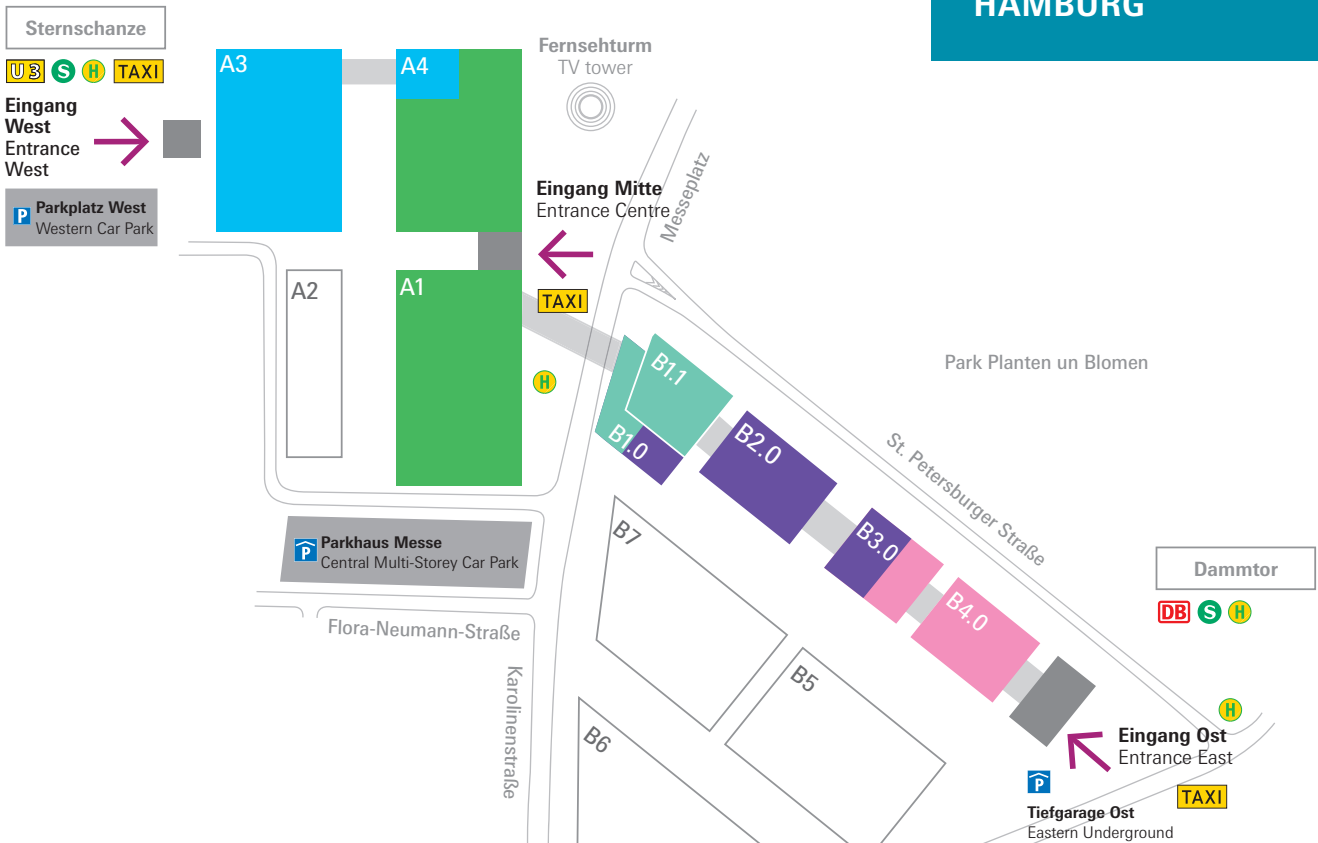 HAMBURG
Sternschanze
U3 S H TAXI
Eingang
West
Entrance
West
P Parkplatz West
Western Car Park
A3
A4
Fernsehturm
TV tower
Eingang Mitte
Entrance Centre
Messeplatz
TAXI
A2
A1
H
B1.1
B1.0
B2.0
B3.0
B4.0
Park Planten un Blomen
St. Petersburger Straße
B7
B5
B6
P Parkhaus Messe
Central Multi-Storey Car Park
Flora-Neumann-Straße
Karolinenstraße
Dammtor
DB S H
H
Eingang Ost
Entrance East
TAXI
P
Tiefgarage Ost
Eastern Underground